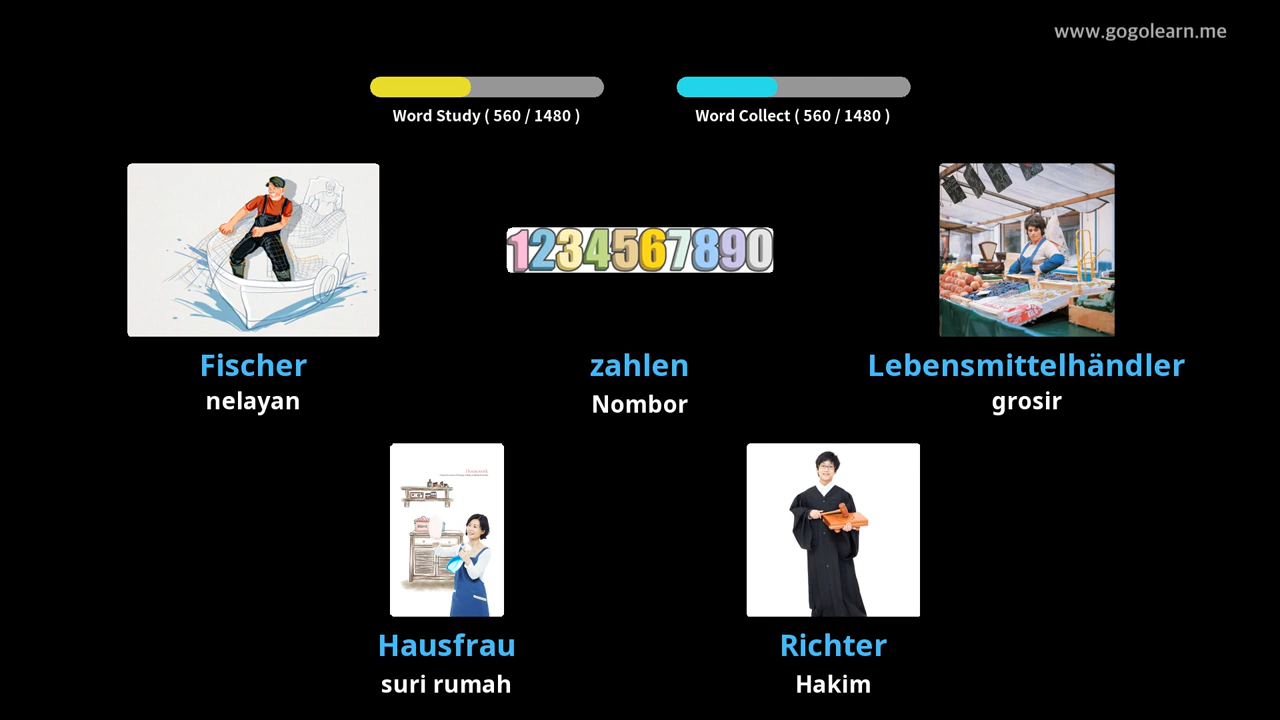 www.gogolearn.me
Word Study ( 560 / 1480 )
Word Collect ( 560 / 1480 )
1234567890
Fischer
nelayan
zahlen
Nombor
Lebensmittelhändler
grosir
Hausfrau
suri rumah
Richter
Hakim